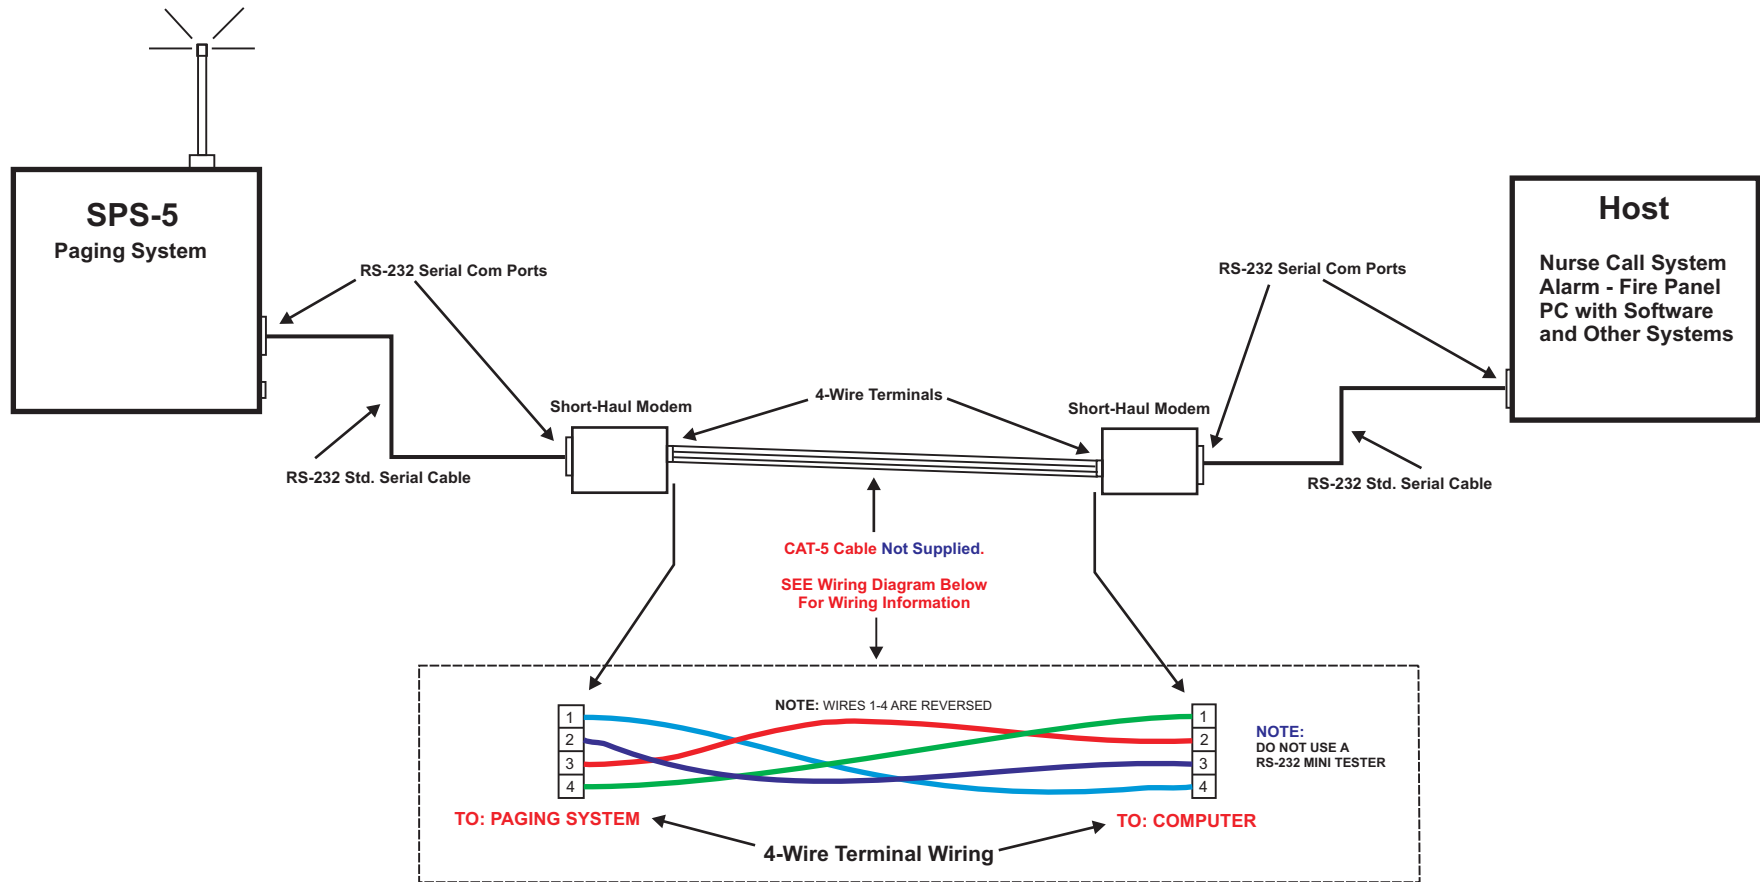 SPS-5
Paging System
Host
Nurse Call System
Alarm - Fire Panel
PC with Software
and Other Systems
RS-232 Serial Com Ports
RS-232 Serial Com Ports
Short-Haul Modem
4-Wire Terminals
Short-Haul Modem
RS-232 Std. Serial Cable
RS-232 Std. Serial Cable
CAT-5 Cable Not Supplied.
SEE Wiring Diagram Below
For Wiring Information
NOTE: WIRES 1-4 ARE REVERSED
1
2
3
4
1
2
3
4
NOTE:
DO NOT USE A
RS-232 MINI TESTER
TO: PAGING SYSTEM
TO: COMPUTER
4-Wire Terminal Wiring